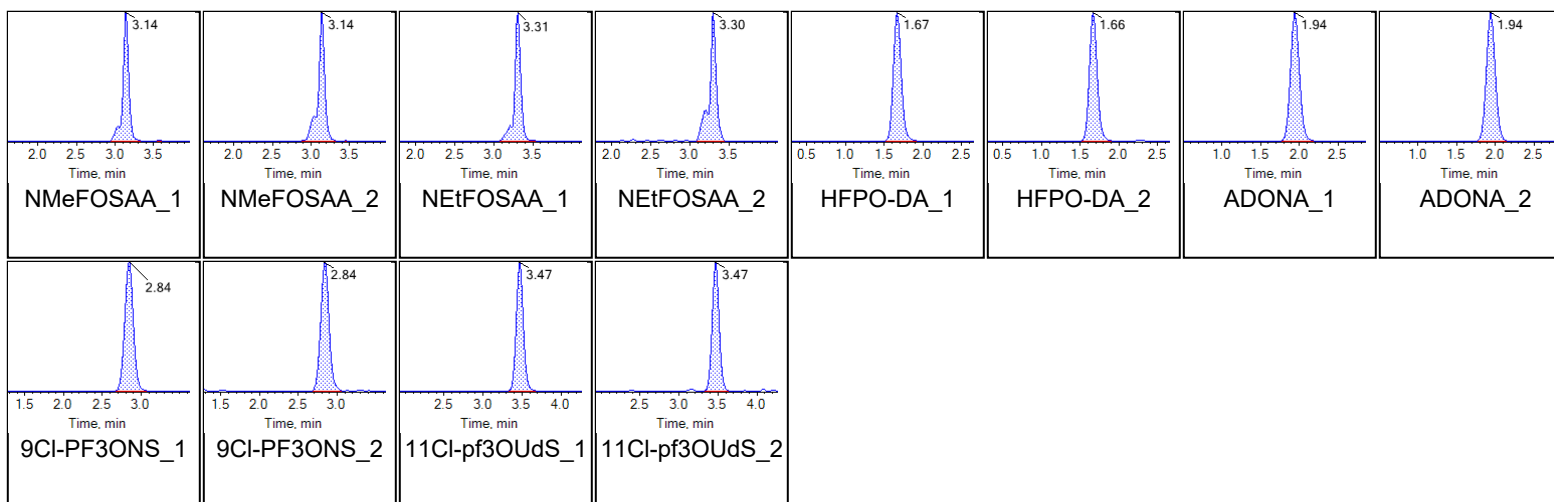 3.14 3.14 3.31 3.30 1.67 1.66 1.94 1.94
2.0 2.5 3.0 3.5 2.0 2.5 3.0 3.5 2.0 2.5 3.0 3.5 2.0 2.5 3.0 3.5 0.5 1.0 1.5 2.0 2.5 0.5 1.0 1.5 2.0 2.5 1.0 1.5 2.0 2.5 1.0 1.5 2.0 2.5
Time, min Time, min Time, min Time, min Time, min Time, min Time, min Time, min
NMeFOSAA_1 NMeFOSAA_2 NEtFOSAA_1 NEtFOSAA_2 HFPO-DA_1 HFPO-DA_2 ADONA_1 ADONA_2
2.84 2.84 3.47 3.47
1.5 2.0 2.5 3.0 1.5 2.0 2.5 3.0 2.5 3.0 3.5 4.0 2.5 3.0 3.5 4.0
Time, min Time, min Time, min Time, min
9Cl-PF3ONS_1 9Cl-PF3ONS_2 11Cl-pf3OUdS_1 11Cl-pf3OUdS_2